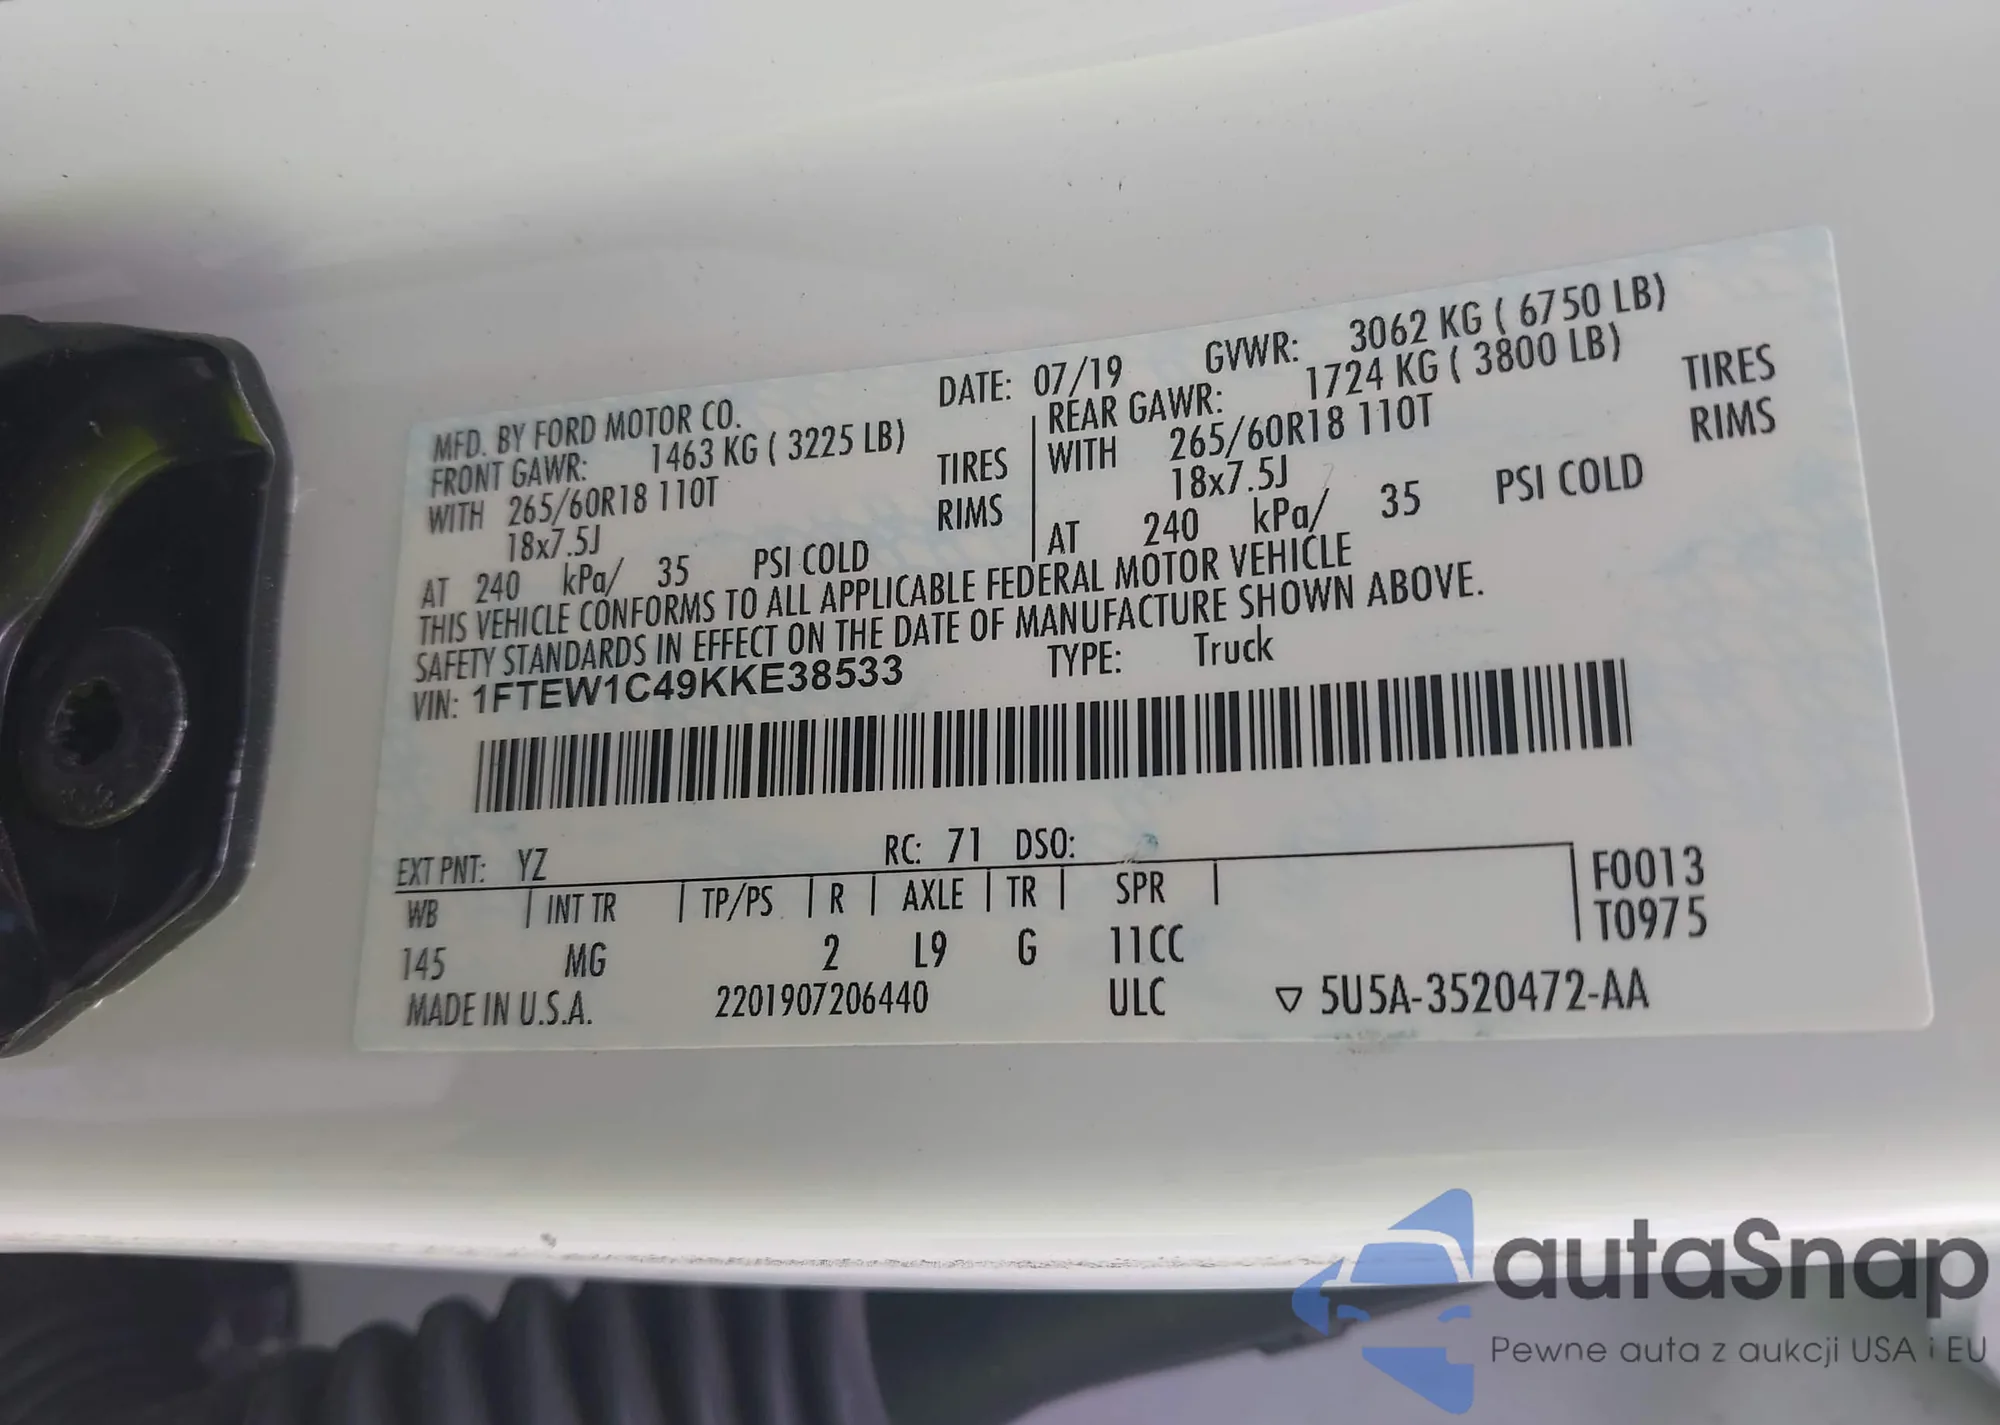 MFD. BY FORD MOTOR CO. DATE: 07/19 GVWR: 3062 KG ( 6750 LB)
FRONT GAWR: 1463 KG ( 3225 LB) REAR GAWR: 1724 KG ( 3800 LB)
WITH 265/60R18 110T TIRES WITH 265/60R18 110T TIRES
18x7.5J RIMS 18x7.5J RIMS
AT 240 kPa/ 35 PSI COLD AT 240 kPa/ 35 PSI COLD
THIS VEHICLE CONFORMS TO ALL APPLICABLE FEDERAL MOTOR VEHICLE
SAFETY STANDARDS IN EFFECT ON THE DATE OF MANUFACTURE SHOWN ABOVE.
VIN: 1FTEW1C49KKE38533 TYPE: Truck
EXT PNT: YZ RC: 71 DSO:
WB INT TR TP/PS R AXLE TR SPR F0013
145 MG 2 L9 G 11CC T0975
MADE IN U.S.A. 2201907206440 ULC ▽ 5U5A-3520472-AA
autaSnap
Pewne auta z aukcji USA i EU